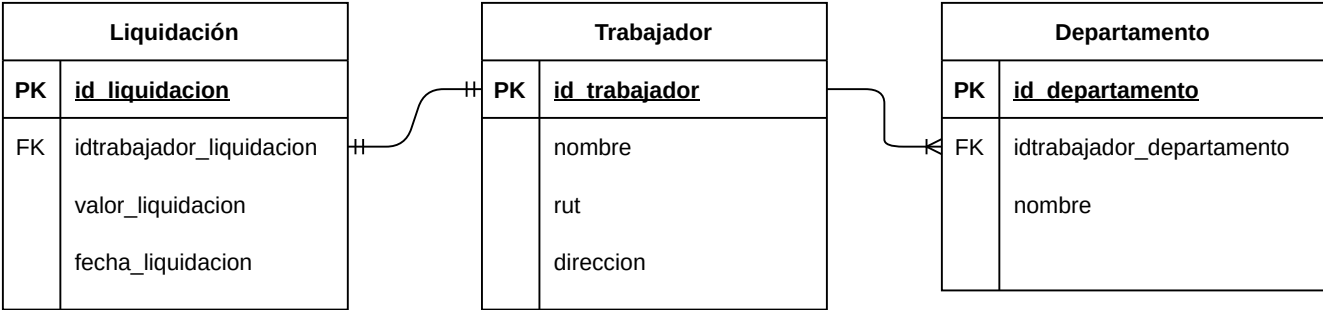 Liquidación
PK id_liquidacion
FK idtrabajador_liquidacion
valor_liquidacion
fecha_liquidacion
Trabajador
PK id_trabajador
nombre
rut
direccion
Departamento
PK id_departamento
FK idtrabajador_departamento
nombre